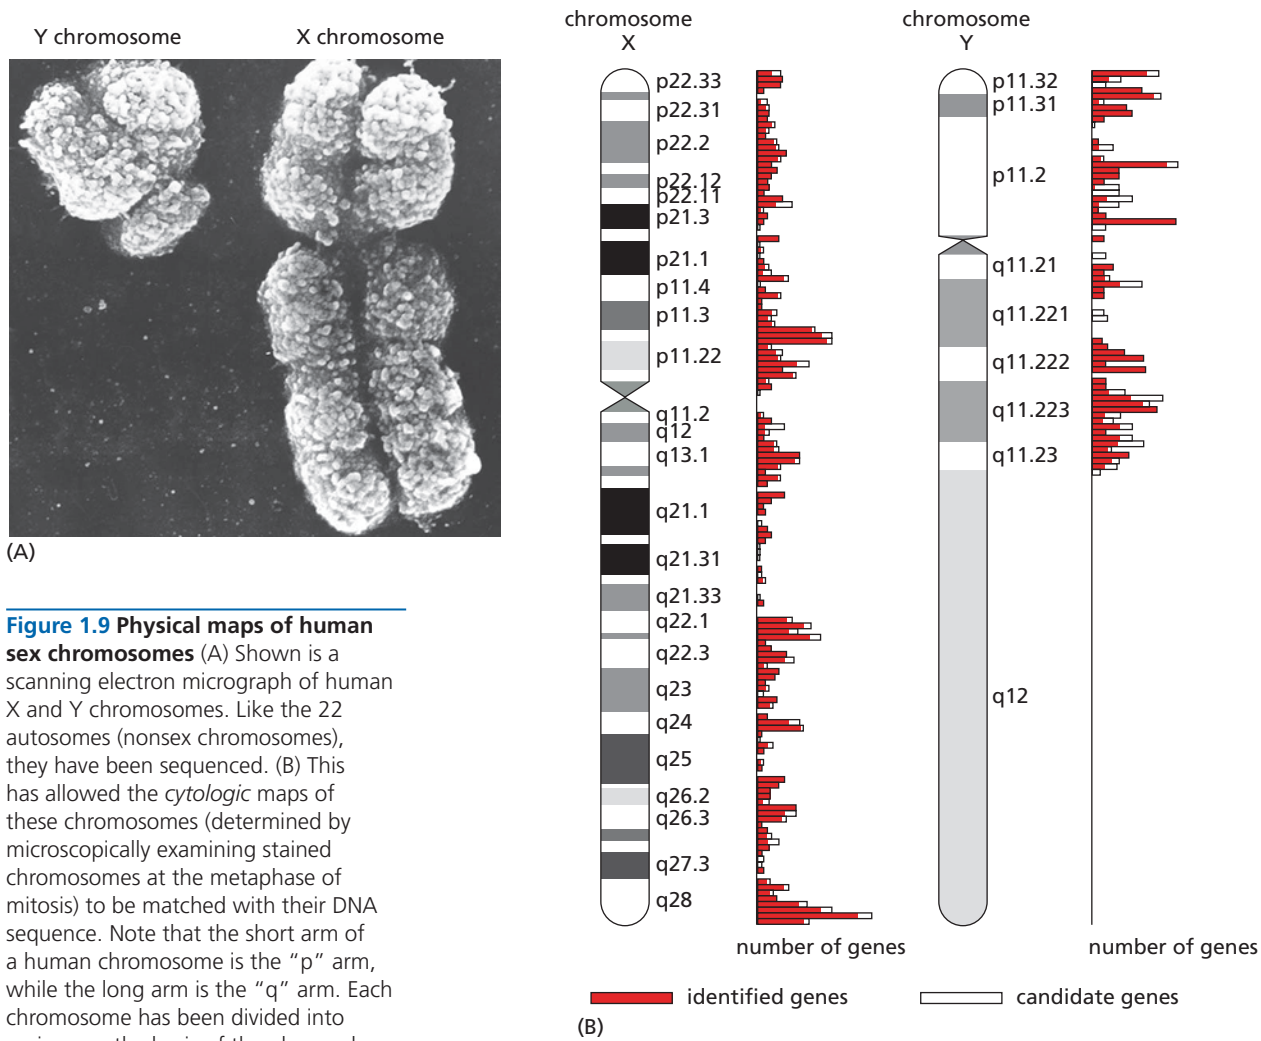 Y chromosome
X chromosome
(A)
Figure 1.9 Physical maps of human
sex chromosomes (A) Shown is a
scanning electron micrograph of human
X and Y chromosomes. Like the 22
autosomes (nonsex chromosomes),
they have been sequenced. (B) This
has allowed the cytologic maps of
these chromosomes (determined by
microscopically examining stained
chromosomes at the metaphase of
mitosis) to be matched with their DNA
sequence. Note that the short arm of
a human chromosome is the “p” arm,
while the long arm is the “q” arm. Each
chromosome has been divided into
chromosome
X
p22.33
p22.31
p22.2
p22.12
p22.11
p21.3
p21.1
p11.4
p11.3
p11.22
q11.2
q12
q13.1
q21.1
q21.31
q21.33
q22.1
q22.3
q23
q24
q25
q26.2
q26.3
q27.3
q28
number of genes
chromosome
Y
p11.32
p11.31
p11.2
q11.21
q11.221
q11.222
q11.223
q11.23
q12
number of genes
identified genes
candidate genes
(B)